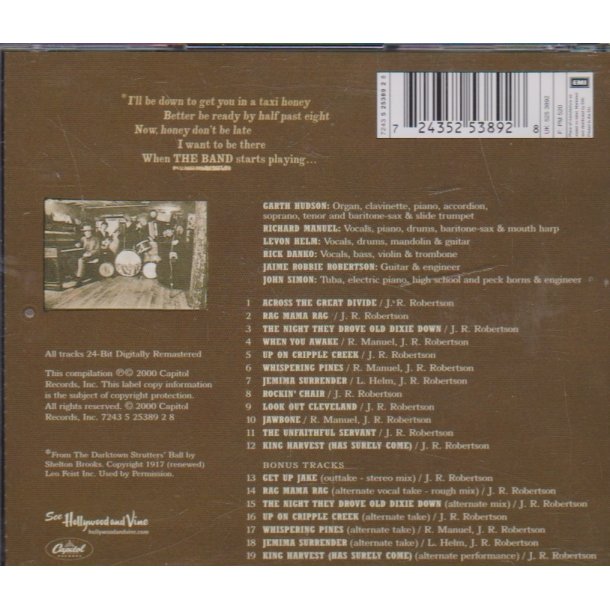 *I'll be down to get you in a taxi honey
Better be ready by half past eight
Now, honey don't be late
I want to be there
When THE BAND starts playing...
7 24352 53892 8
7243 5 25389 2 8
UK: 525 3892
F: PM 520
EMI
GARTH HUDSON: Organ, clavinette, piano, accordion,
soprano, tenor and baritone-sax & slide trumpet
RICHARD MANUEL: Vocals, piano, drums, baritone-sax & mouth harp
LEVON HELM: Vocals, drums, mandolin & guitar
RICK DANKO: Vocals, bass, violin & trombone
JAIME ROBBIE ROBERTSON: Guitar & engineer
JOHN SIMON: Tuba, electric piano, high school and peck horns & engineer
1 ACROSS THE GREAT DIVIDE / J. R. Robertson
2 RAG MAMA RAG / J. R. Robertson
3 THE NIGHT THEY DROVE OLD DIXIE DOWN / J. R. Robertson
4 WHEN YOU AWAKE / R. Manuel, J. R. Robertson
5 UP ON CRIPPLE CREEK / J. R. Robertson
6 WHISPERING PINES / R. Manuel, J. R. Robertson
7 JEMIMA SURRENDER / L. Helm, J. R. Robertson
8 ROCKIN' CHAIR / J. R. Robertson
9 LOOK OUT CLEVELAND / J. R. Robertson
10 JAWBONE / R. Manuel, J. R. Robertson
11 THE UNFAITHFUL SERVANT / J. R. Robertson
12 KING HARVEST (HAS SURELY COME) / J. R. Robertson
BONUS TRACKS
13 GET UP JAKE (outtake - stereo mix) / J. R. Robertson
14 RAG MAMA RAG (alternate vocal take - rough mix) / J. R. Robertson
15 THE NIGHT THEY DROVE OLD DIXIE DOWN (alternate mix) / J. R. Robertson
16 UP ON CRIPPLE CREEK (alternate take) / J. R. Robertson
17 WHISPERING PINES (alternate take) / R. Manuel, J. R. Robertson
18 JEMIMA SURRENDER (alternate take) / L. Helm, J. R. Robertson
19 KING HARVEST (HAS SURELY COME) (alternate performance) / J. R. Robertson
All tracks 24-Bit Digitally Remastered
This compilation ℗© 2000 Capitol
Records, Inc. This label copy information
is the subject of copyright protection.
All rights reserved. © 2000 Capitol
Records, Inc. 7243 5 25389 2 8
*From The Darktown Strutters' Ball by
Shelton Brooks. Copyright 1917 (renewed)
Leo Feist Inc. Used by Permission.
See Hollywood and Vine
hollywoodandvine.com
Capitol